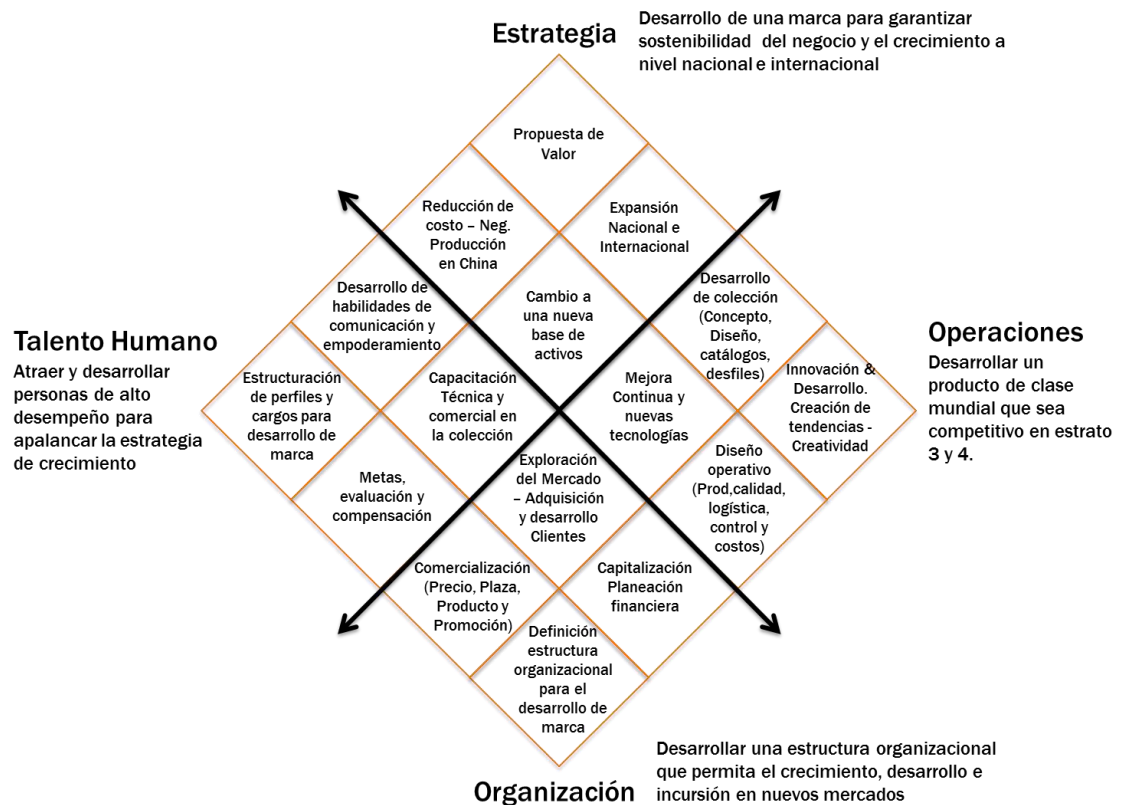 Estrategia
Desarrollo de una marca para garantizar
sostenibilidad del negocio y el crecimiento a
nivel nacional e internacional
Propuesta de
Valor
Reducción de
costo – Neg.
Producción
en China
Expansión
Nacional e
Internacional
Desarrollo de
habilidades de
comunicación y
empoderamiento
Cambio a
una nueva
base de
activos
Desarrollo
de colección
(Concepto,
Diseño,
catálogos,
desfiles)
Talento Humano
Atraer y desarrollar
personas de alto
desempeño para
apalancar la estrategia
de crecimiento
Estructuración
de perfiles y
cargos para
desarrollo de
marca
Capacitación
Técnica y
comercial en
la colección
Mejora
Continua y
nuevas
tecnologías
Innovación &
Desarrollo.
Creación de
tendencias -
Creatividad
Operaciones
Desarrollar un
producto de clase
mundial que sea
competitivo en estrato
3 y 4.
Metas,
evaluación y
compensación
Exploración
del Mercado
– Adquisición
y desarrollo
Clientes
Diseño
operativo
(Prod,calidad,
logística,
control y
costos)
Comercialización
(Precio, Plaza,
Producto y
Promoción)
Capitalización
Planeación
financiera
Definición
estructura
organizacional
para el
desarrollo de
marca
Organización
Desarrollar una estructura organizacional
que permita el crecimiento, desarrollo e
incursión en nuevos mercados